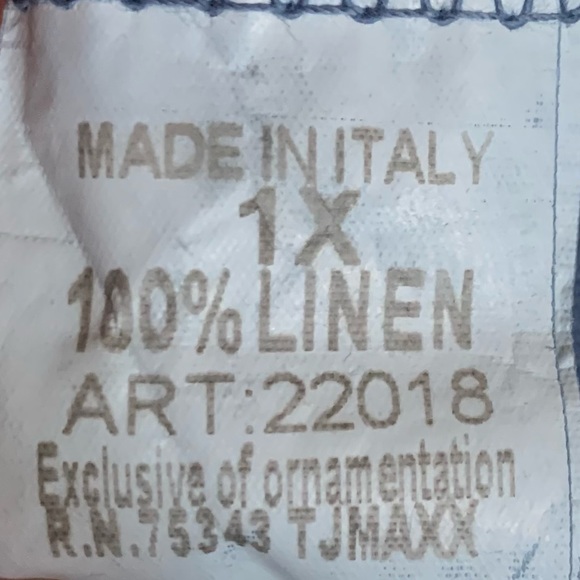 MADE IN ITALY
1X
100% LINEN
ART:22018
Exclusive of ornamentation
R.N.75343 TJMAXX